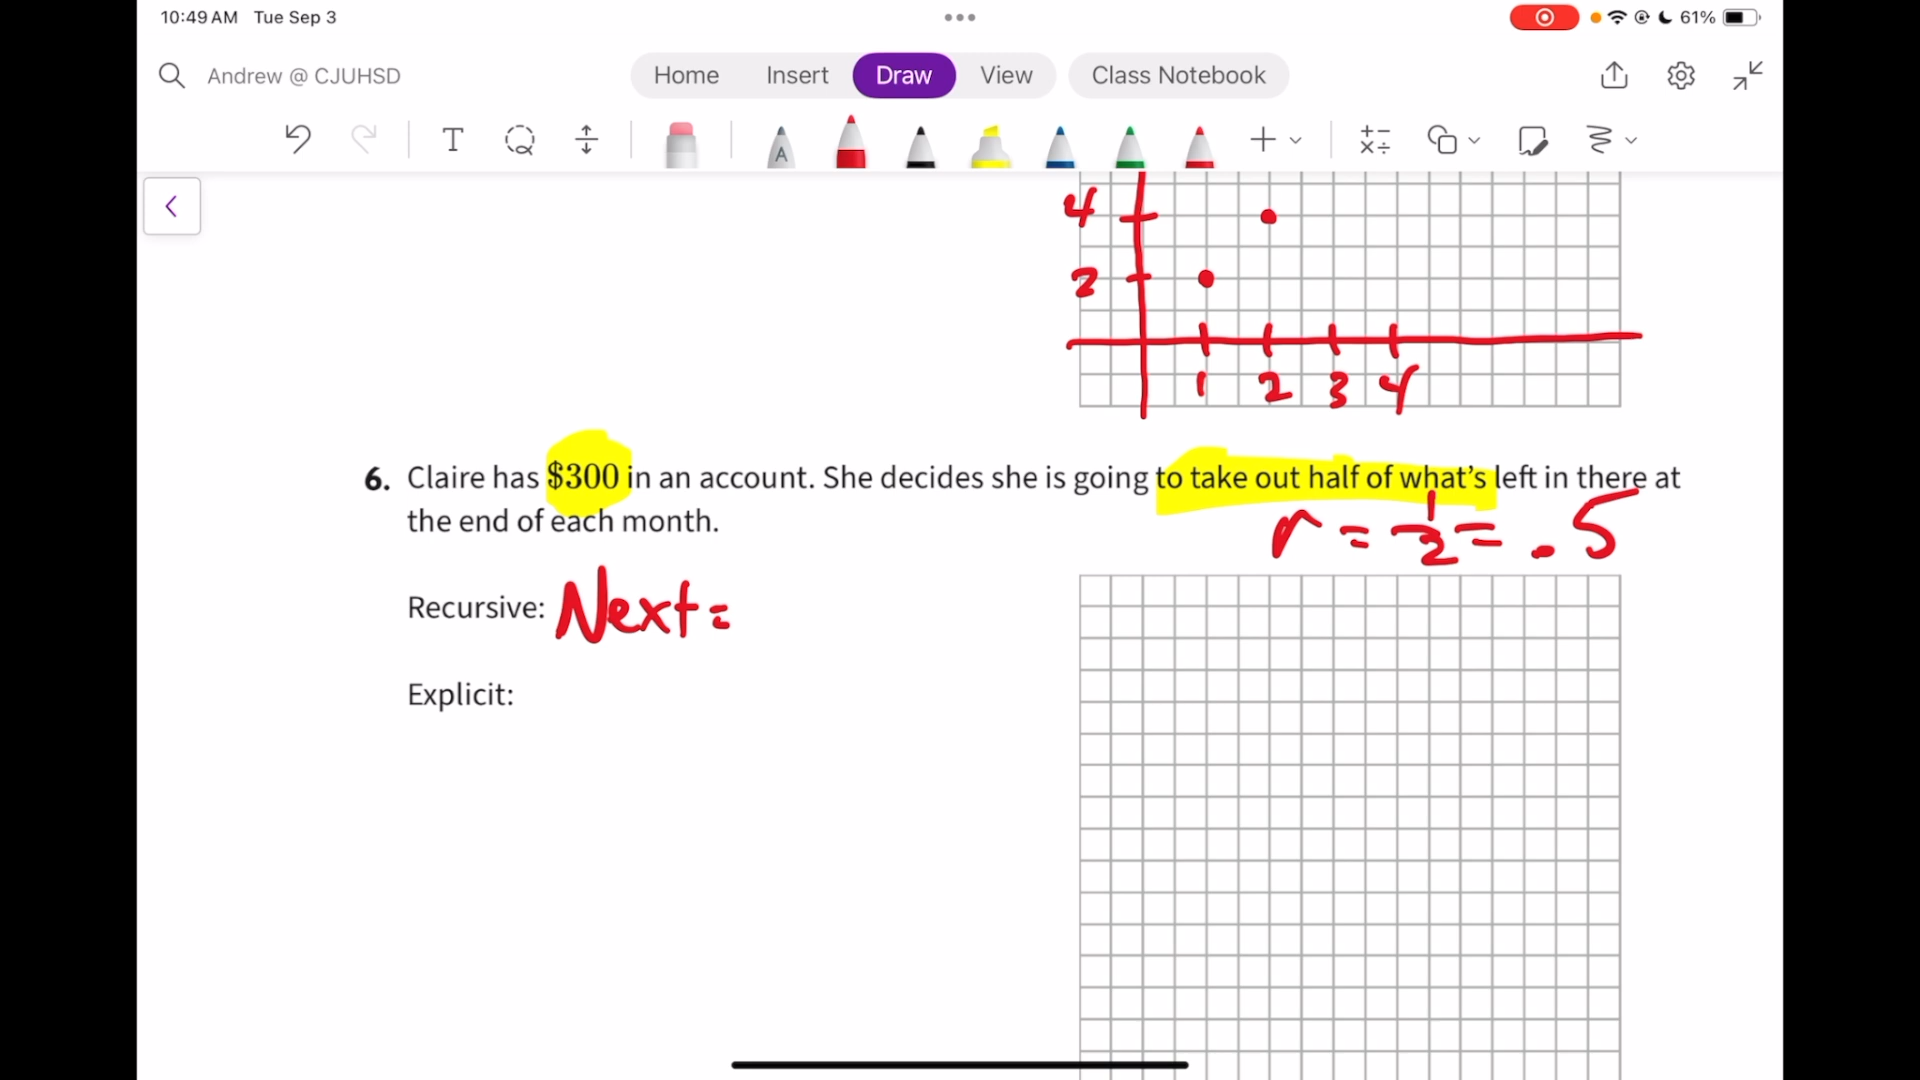 10:49 AM Tue Sep 3
61%
Andrew @ CJUHSD
Home Insert Draw View Class Notebook
T A
4
2
1 2 3 4
6. Claire has $300 in an account. She decides she is going to take out half of what's left in there at
the end of each month.
r = 1/2 = .5
Recursive: Next =
Explicit: